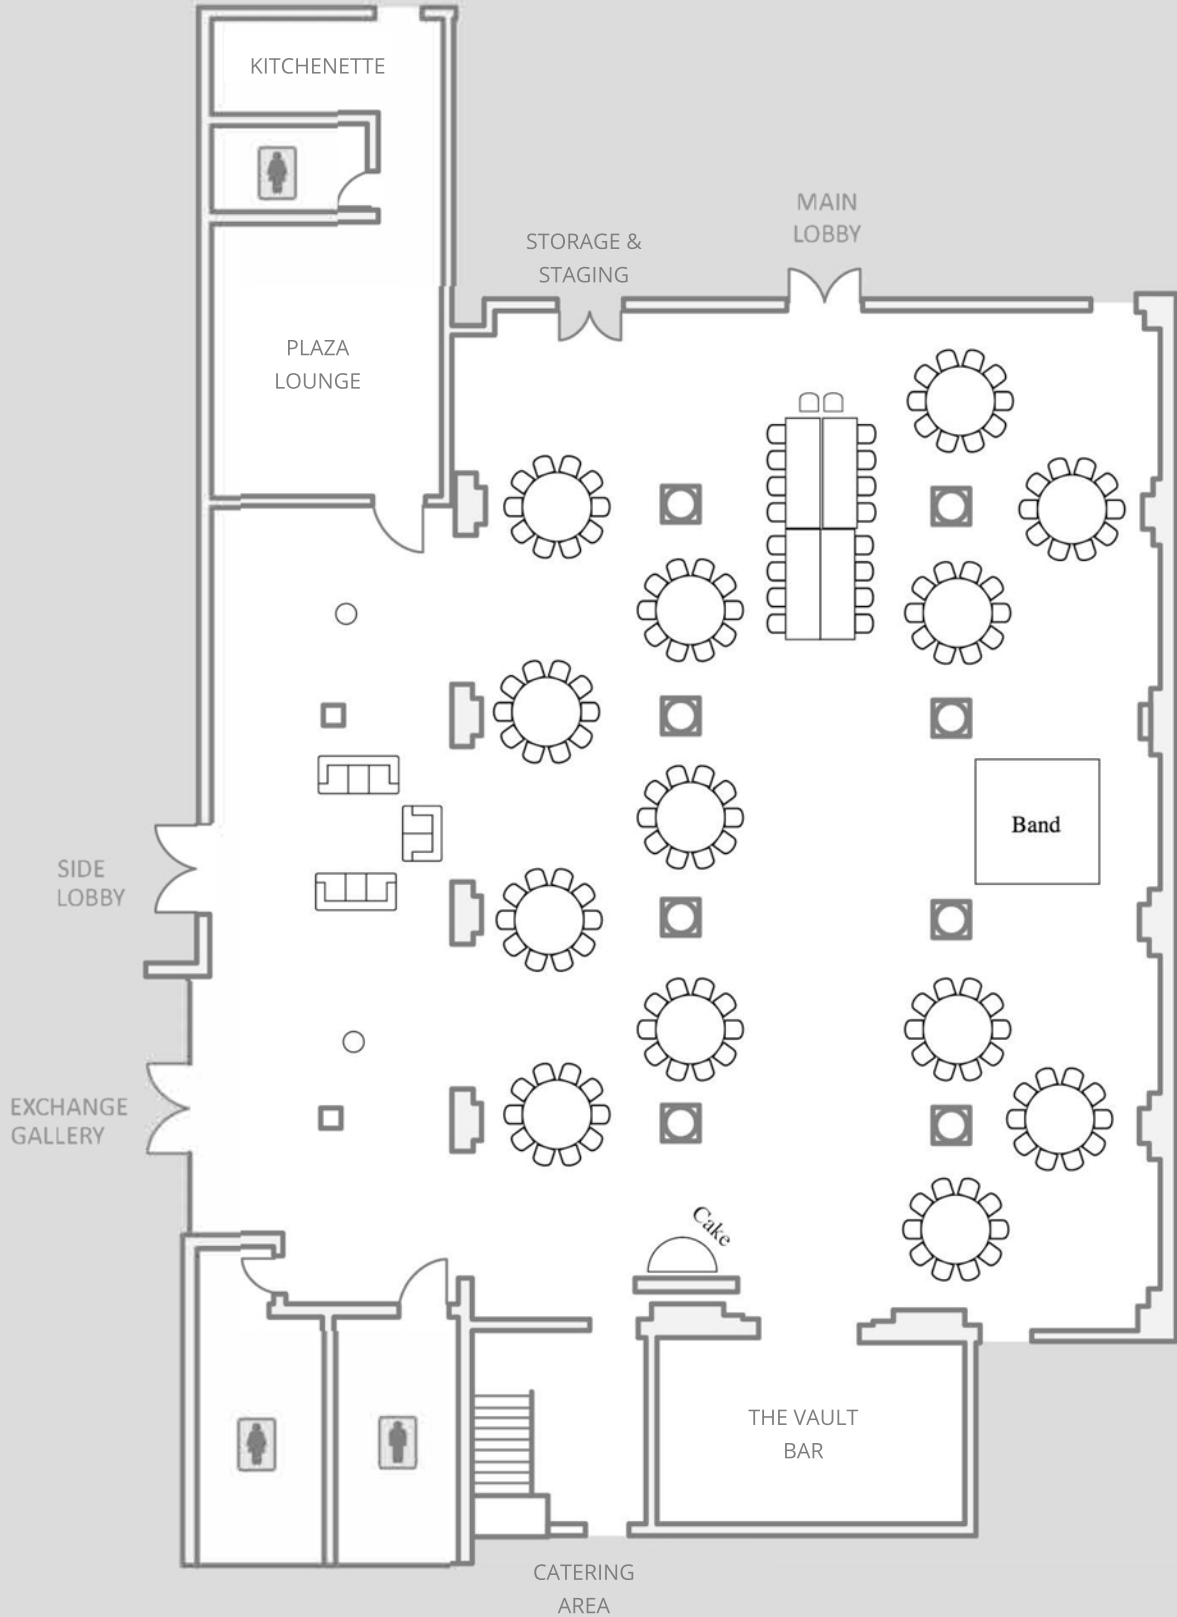 KITCHENETTE
MAIN
LOBBY
STORAGE &
STAGING
PLAZA
LOUNGE
Band
SIDE
LOBBY
EXCHANGE
GALLERY
Cake
THE VAULT
BAR
CATERING
AREA